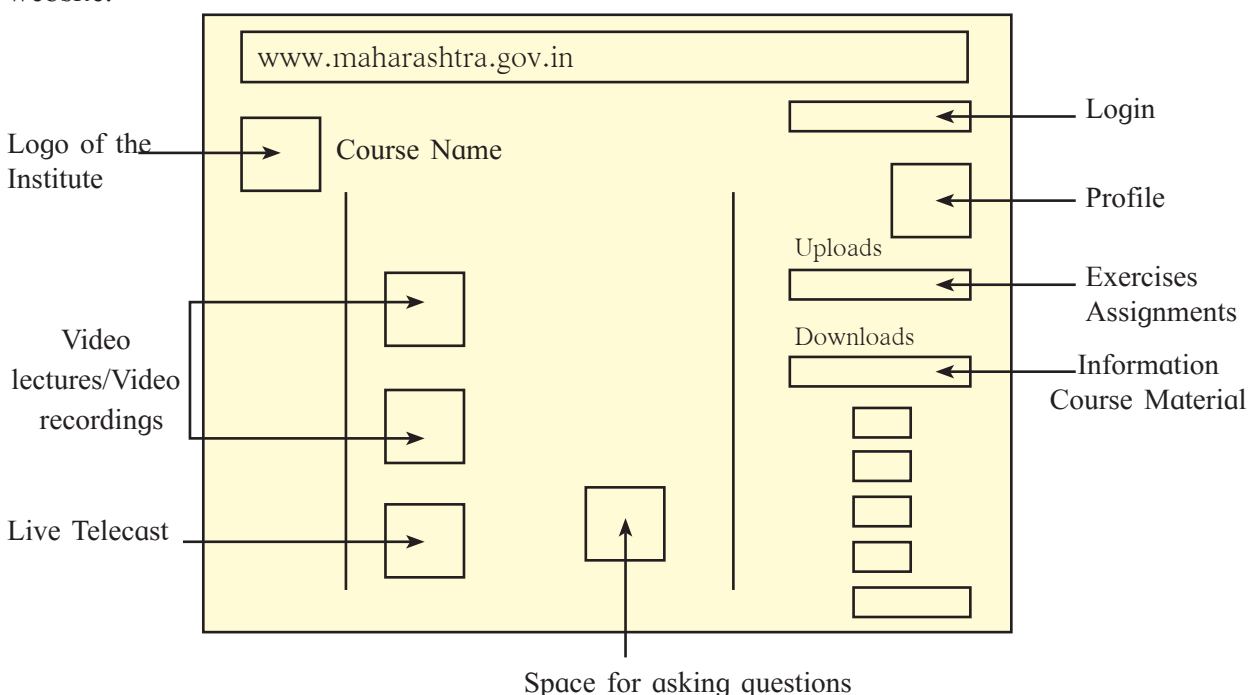 website.
www.maharashtra.gov.in
Login
Logo of the
Institute
Course Name
Profile
Uploads
Exercises
Assignments
Downloads
Video
lectures/Video
recordings
Information
Course Material
Live Telecast
Space for asking questions